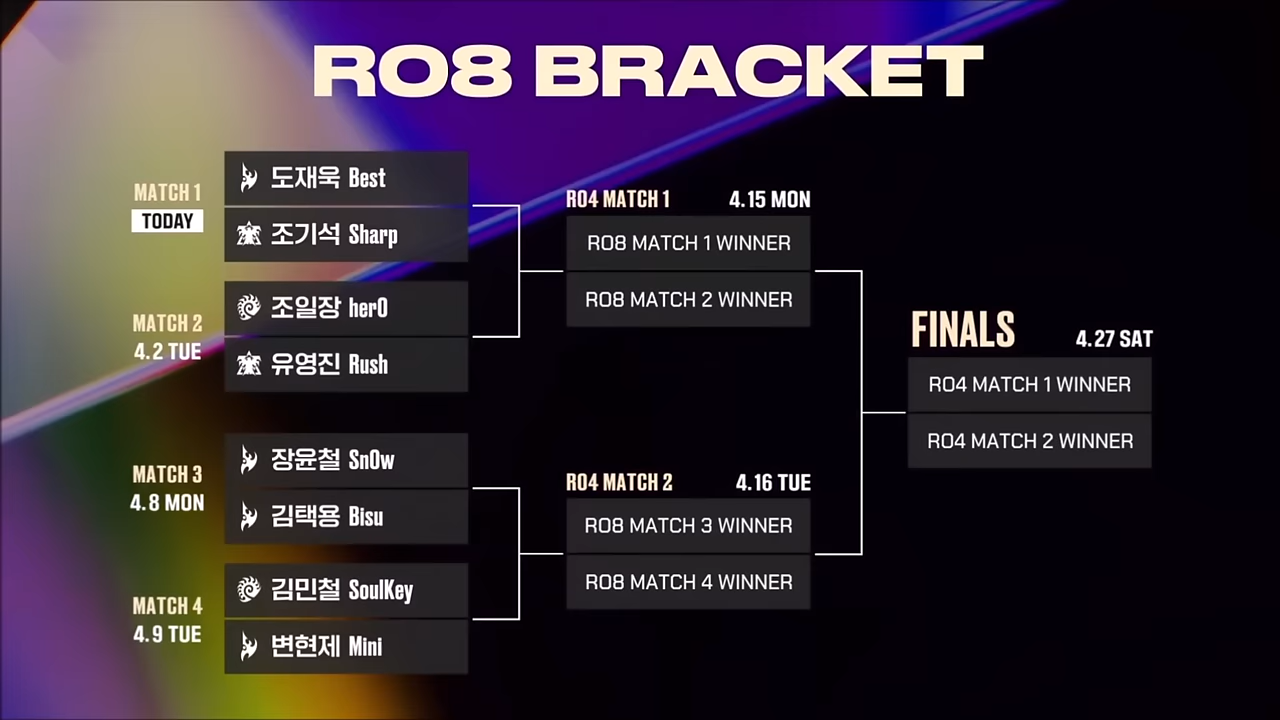 RO8 BRACKET
MATCH 1
TODAY
도재욱 Best
조기석 Sharp
MATCH 2
4.2 TUE
조일장 her0
유영진 Rush
MATCH 3
4.8 MON
장윤철 Sn0w
김택용 Bisu
MATCH 4
4.9 TUE
김민철 SoulKey
변현제 Mini
RO4 MATCH 1 4.15 MON
RO8 MATCH 1 WINNER
RO8 MATCH 2 WINNER
RO4 MATCH 2 4.16 TUE
RO8 MATCH 3 WINNER
RO8 MATCH 4 WINNER
FINALS 4.27 SAT
RO4 MATCH 1 WINNER
RO4 MATCH 2 WINNER